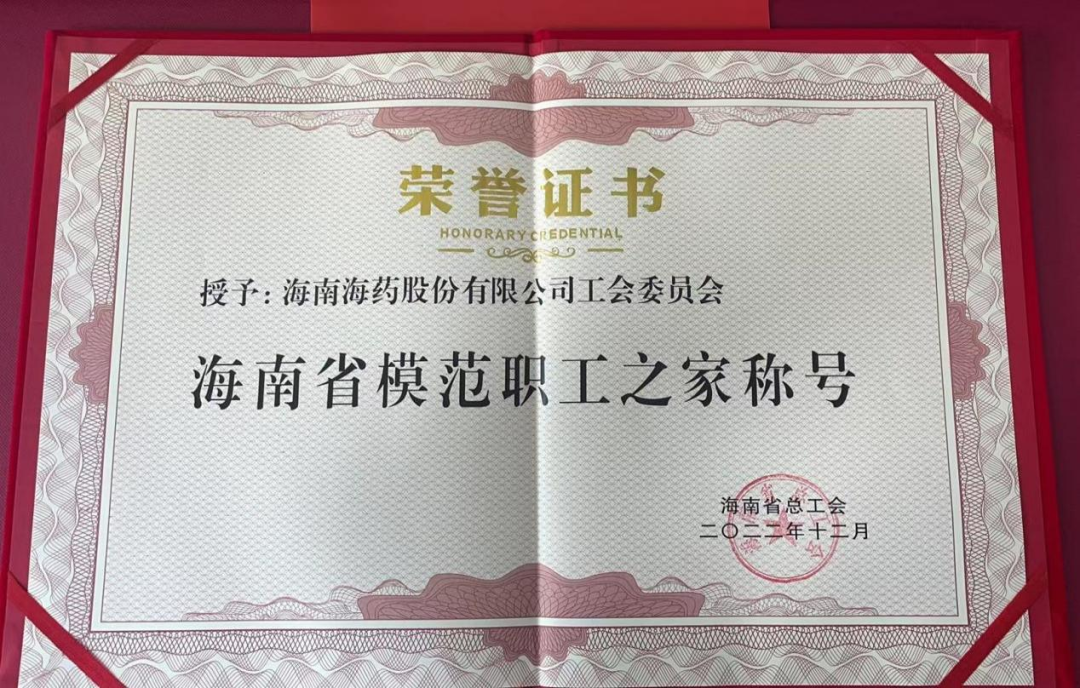 荣誉证书
HONORARY CREDENTIAL
授予：海南海药股份有限公司工会委员会
海南省模范职工之家称号
海南省总工会
二〇二二年十二月